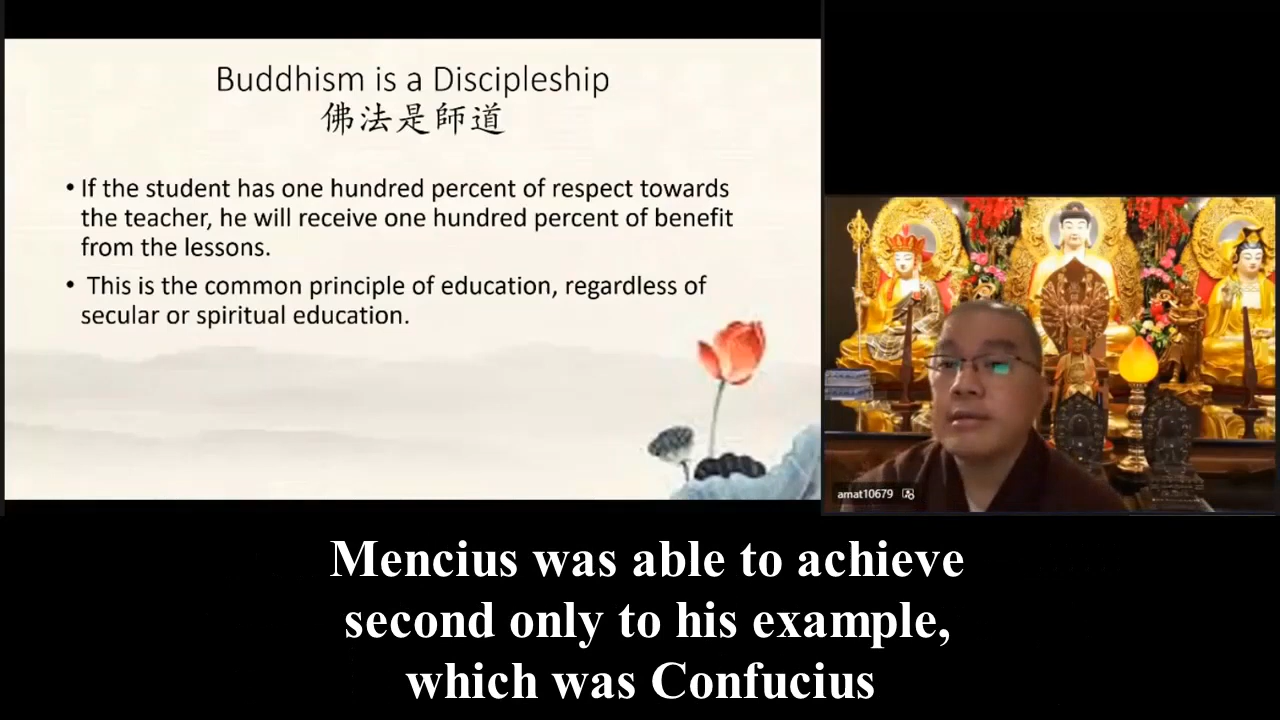 Buddhism is a Discipleship
佛法是師道
• If the student has one hundred percent of respect towards
the teacher, he will receive one hundred percent of benefit
from the lessons.
• This is the common principle of education, regardless of
secular or spiritual education.
amat10679
Mencius was able to achieve
second only to his example,
which was Confucius